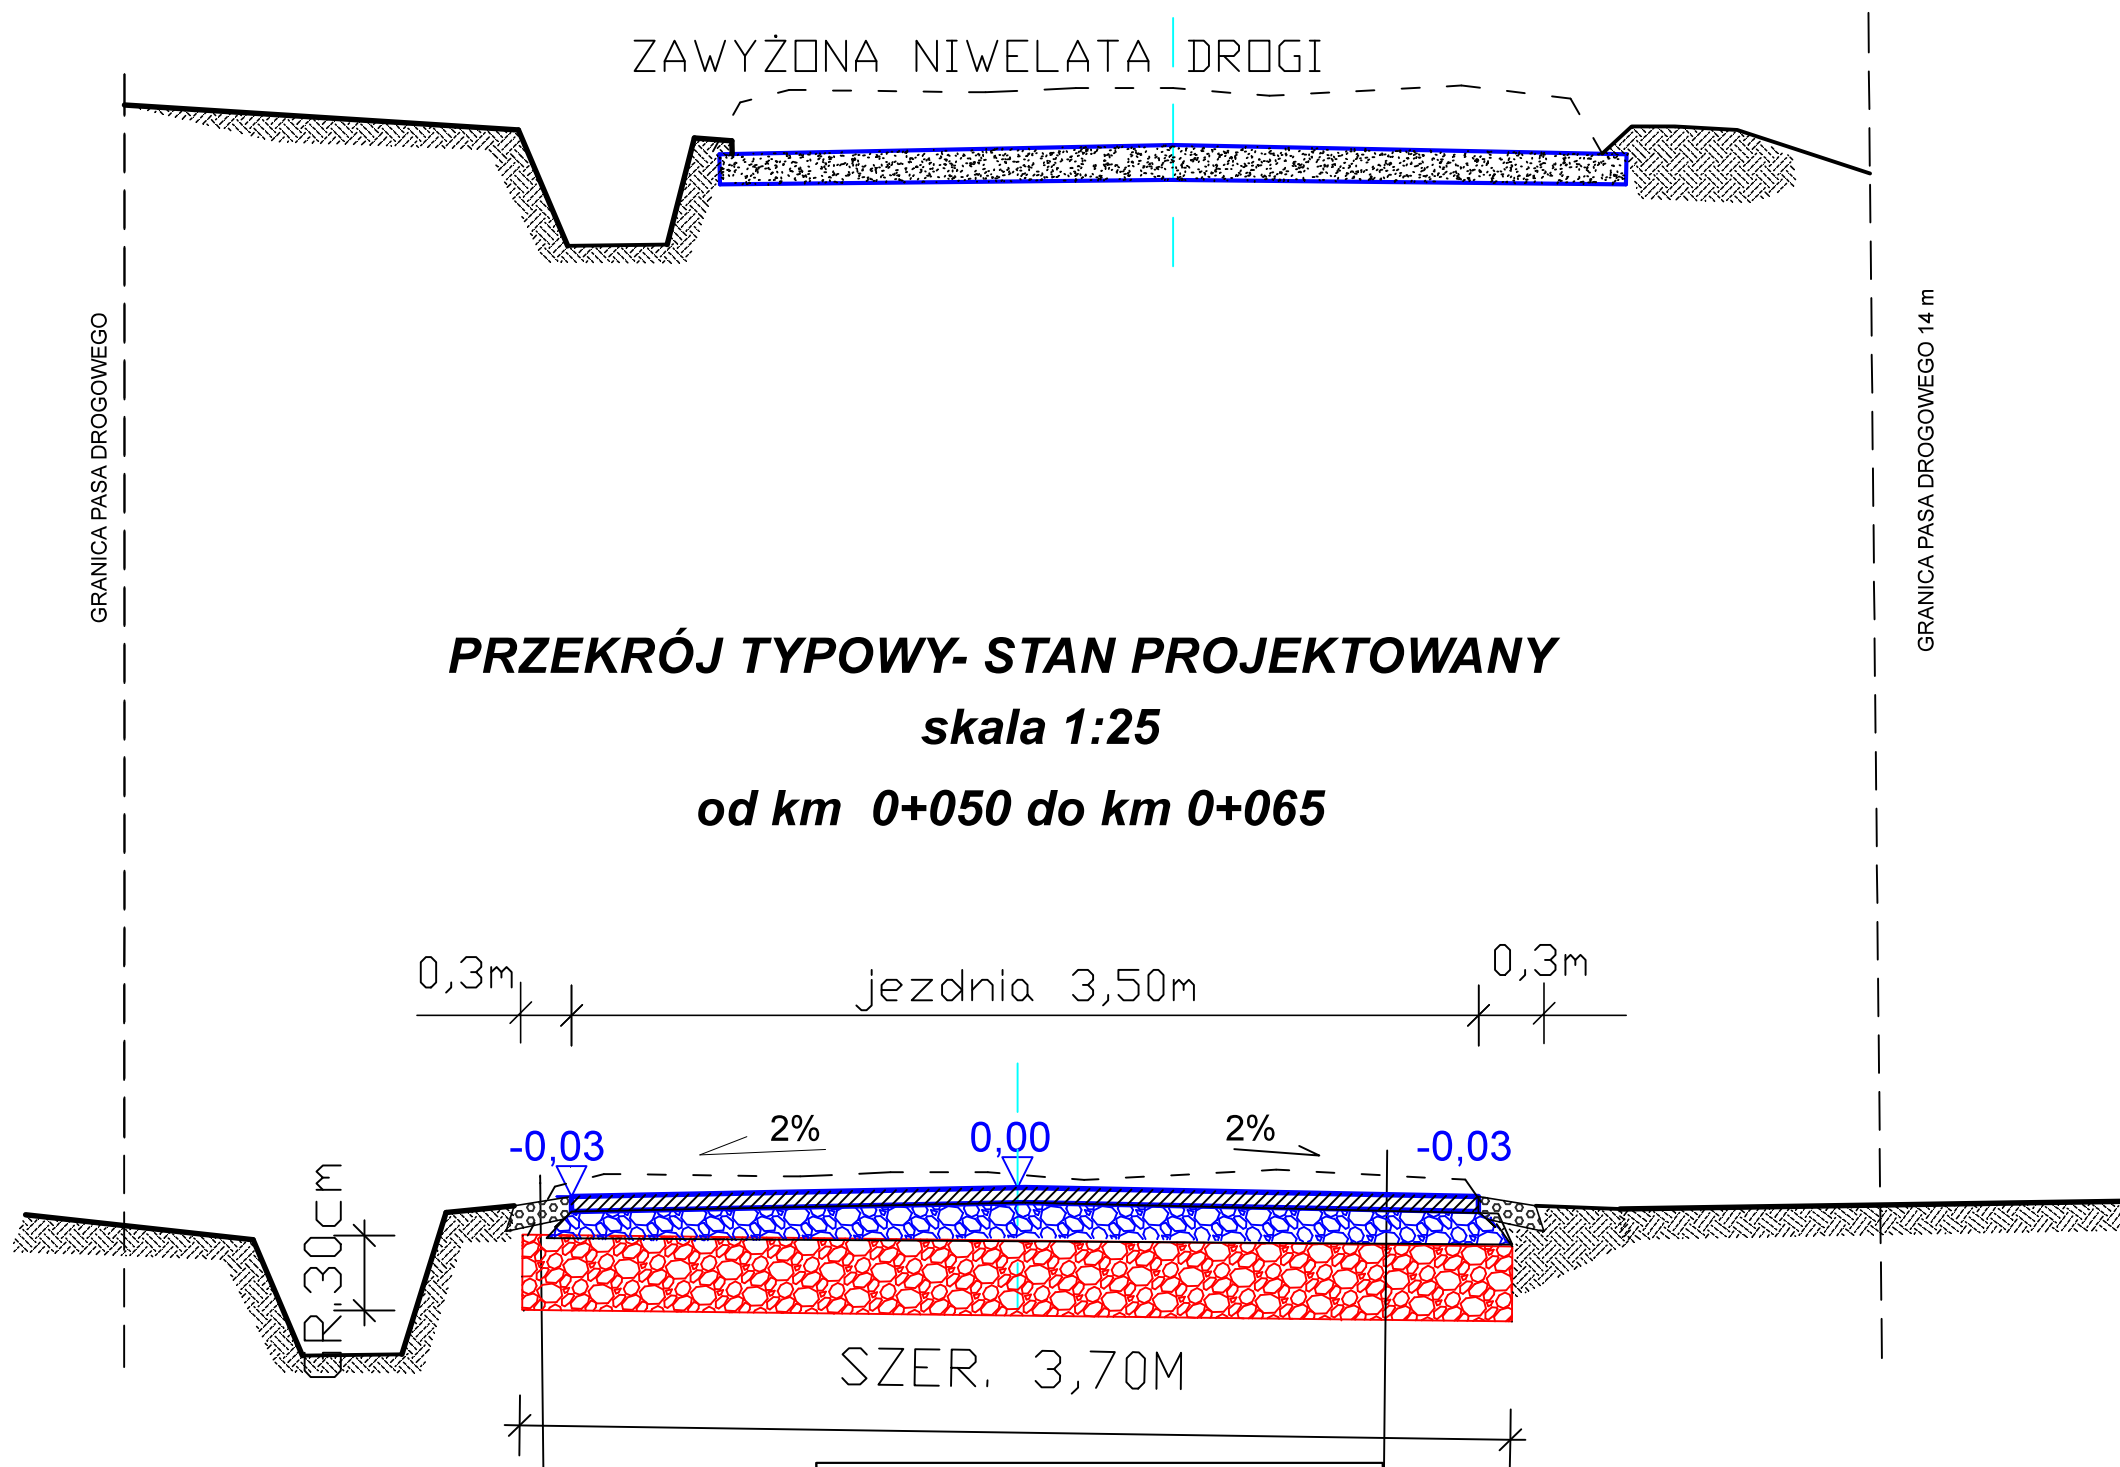 ZAWYŻONA NIWELATA DROGI
GRANICA PASA DROGOWEGO
GRANICA PASA DROGOWEGO 14 m
PRZEKRÓJ TYPOWY- STAN PROJEKTOWANY
skala 1:25
od km 0+050 do km 0+065
0,3m
jezdnia 3,50m
0,3m
-0,03
2%
0,00
2%
-0,03
GR.30cm
SZER. 3,70M